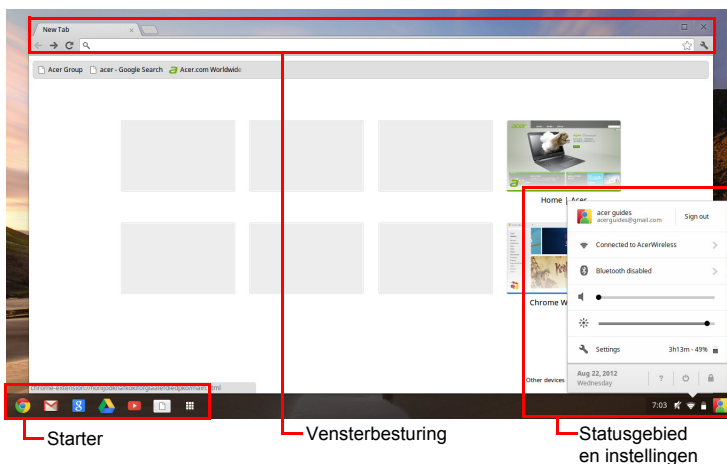 New Tab
Acer Group acer - Google Search Acer.com Worldwide
Home | Acer
acer guides Sign out
acerguides@gmail.com
Connected to AcerWireless
Bluetooth disabled
Chrome W
Settings 3h13m - 49%
Other devices
Aug 22, 2012
Wednesday
7:03
Starter
Vensterbesturing
Statusgebied
en instellingen